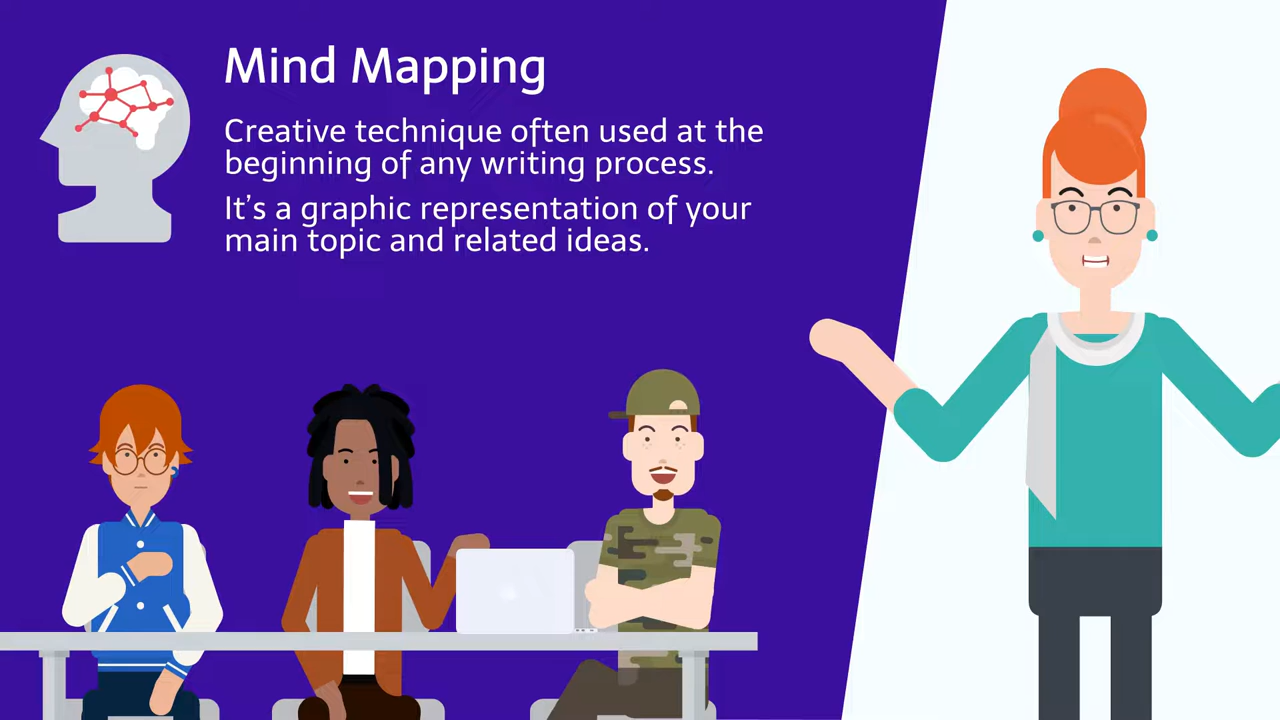 Mind Mapping
Creative technique often used at the
beginning of any writing process.
It's a graphic representation of your
main topic and related ideas.